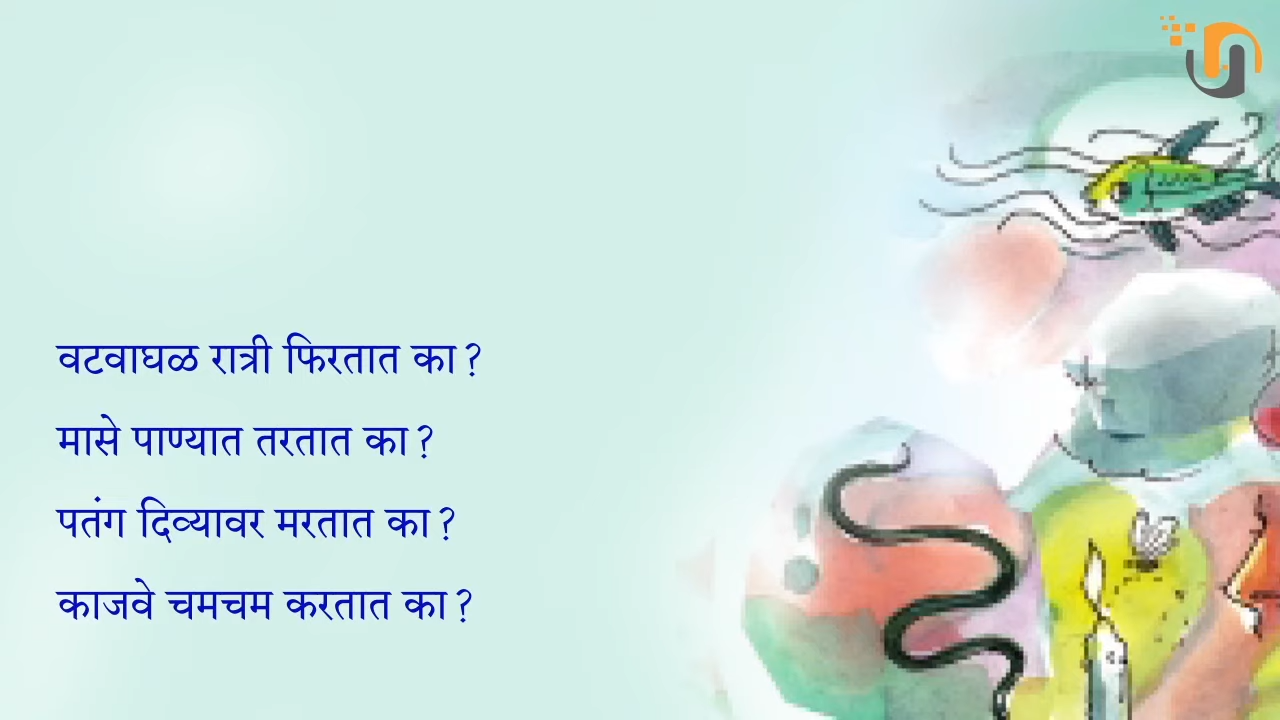 वटवाघळ रात्री फिरतात का?
मासे पाण्यात तरतात का?
पतंग दिव्यावर मरतात का?
काजवे चमचम करतात का?